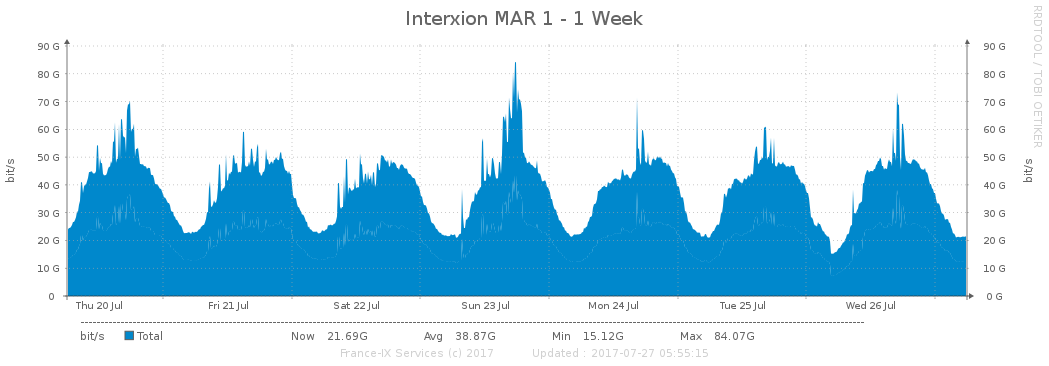 Interxion MAR 1 - 1 Week
RRDTOOL / TOBI OETIKER
bit/s
90 G
80 G
70 G
60 G
50 G
40 G
30 G
20 G
10 G
0
90 G
80 G
70 G
60 G
50 G
40 G
30 G
20 G
10 G
0 G
bit/s
Thu 20 Jul Fri 21 Jul Sat 22 Jul Sun 23 Jul Mon 24 Jul Tue 25 Jul Wed 26 Jul
bit/s Total Now 21.69G Avg 38.87G Min 15.12G Max 84.07G
France-IX Services (c) 2017 Updated : 2017-07-27 05:55:15